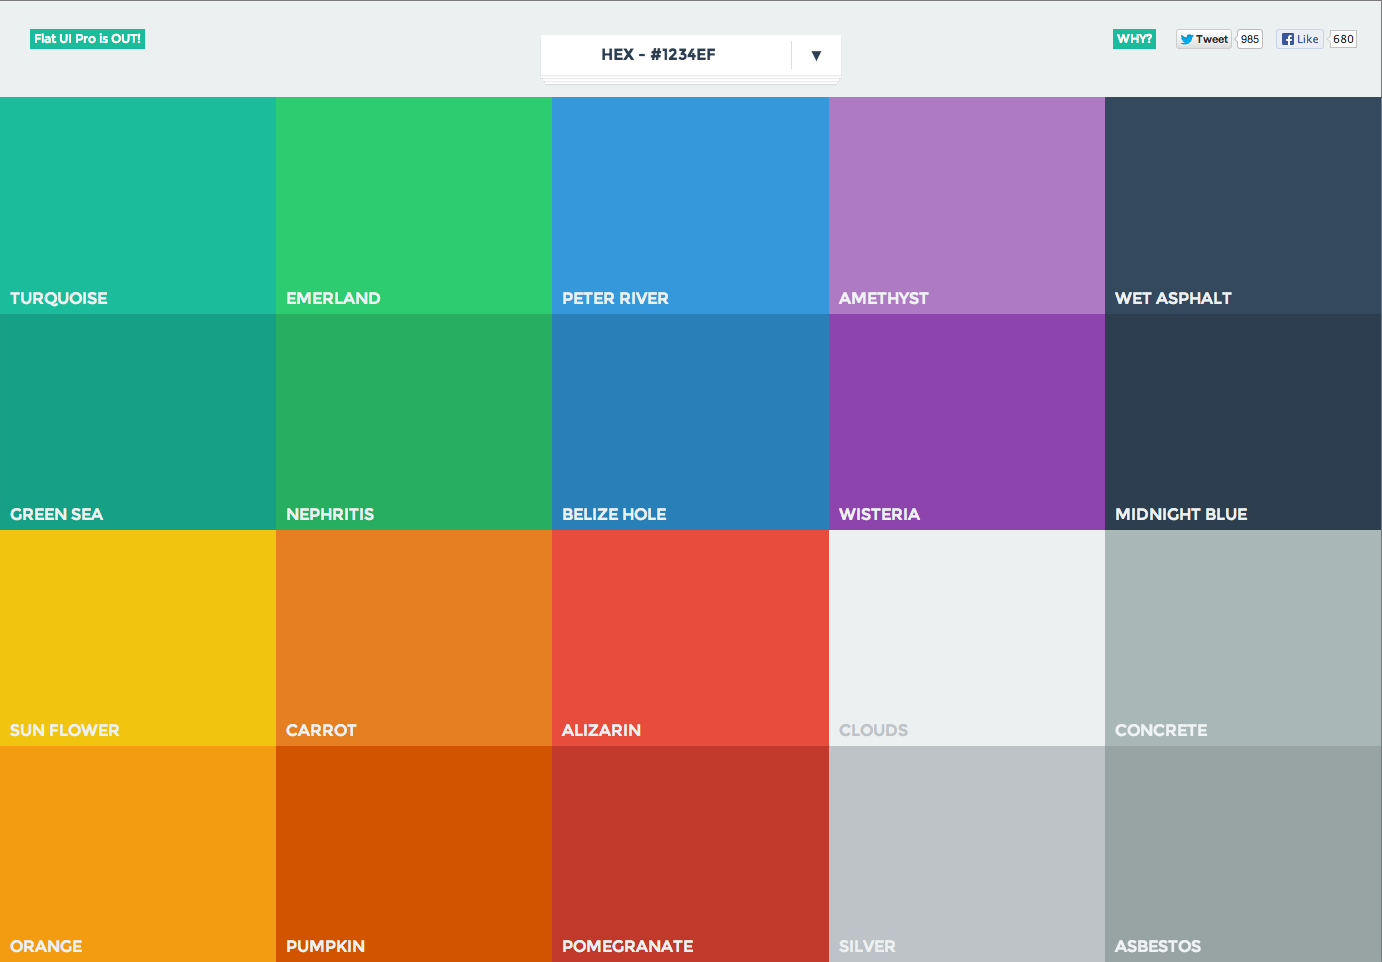 Flat UI Pro is OUT!
HEX - #1234EF
▼
WHY?
Tweet
985
Like
680
TURQUOISE
EMERLAND
PETER RIVER
AMETHYST
WET ASPHALT
GREEN SEA
NEPHRITIS
BELIZE HOLE
WISTERIA
MIDNIGHT BLUE
SUN FLOWER
CARROT
ALIZARIN
CLOUDS
CONCRETE
ORANGE
PUMPKIN
POMEGRANATE
SILVER
ASBESTOS